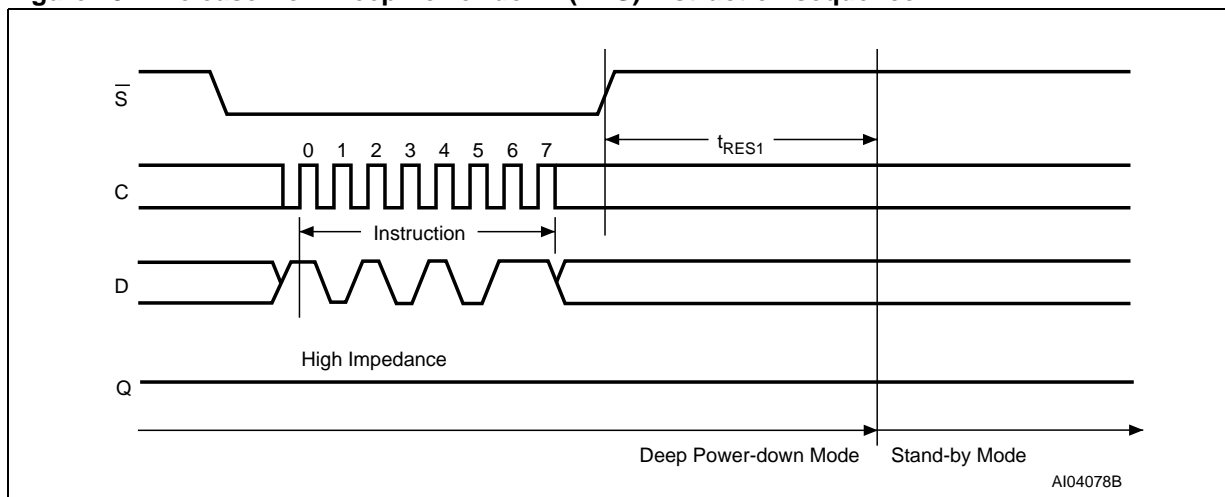 S
t_RES1
0 1 2 3 4 5 6 7
C
Instruction
D
High Impedance
Q
Deep Power-down Mode Stand-by Mode
AI04078B